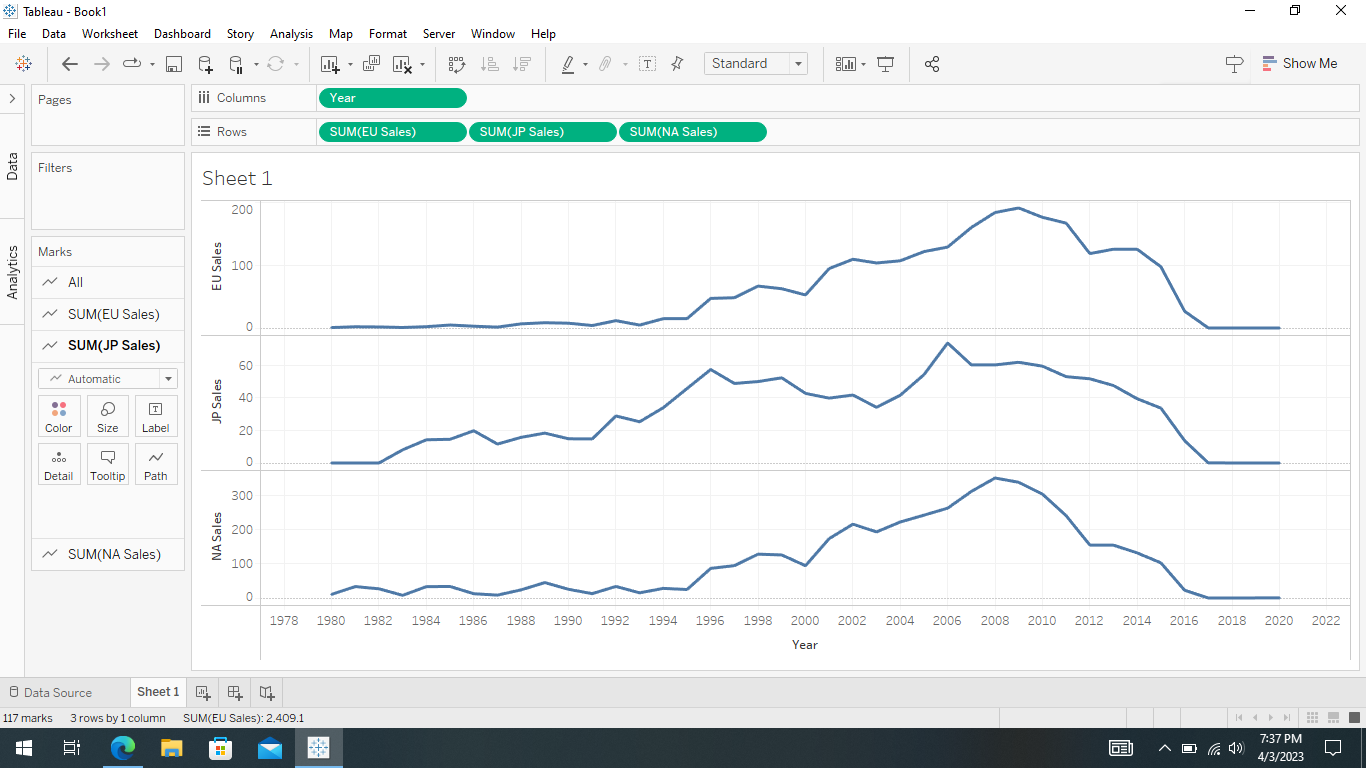 Tableau - Book1
File Data Worksheet Dashboard Story Analysis Map Format Server Window Help
Standard
Show Me
Pages
Columns
Year
Rows
SUM(EU Sales) SUM(JP Sales) SUM(NA Sales)
Data
Analytics
Filters
Marks
All
SUM(EU Sales)
SUM(JP Sales)
Automatic
Color Size Label
Detail Tooltip Path
SUM(NA Sales)
Sheet 1
200
100
0
EU Sales
60
40
20
0
JP Sales
300
200
100
0
NA Sales
1978 1980 1982 1984 1986 1988 1990 1992 1994 1996 1998 2000 2002 2004 2006 2008 2010 2012 2014 2016 2018 2020 2022
Year
Data Source Sheet 1
117 marks 3 rows by 1 column SUM(EU Sales): 2,409.1
7:37 PM
4/3/2023